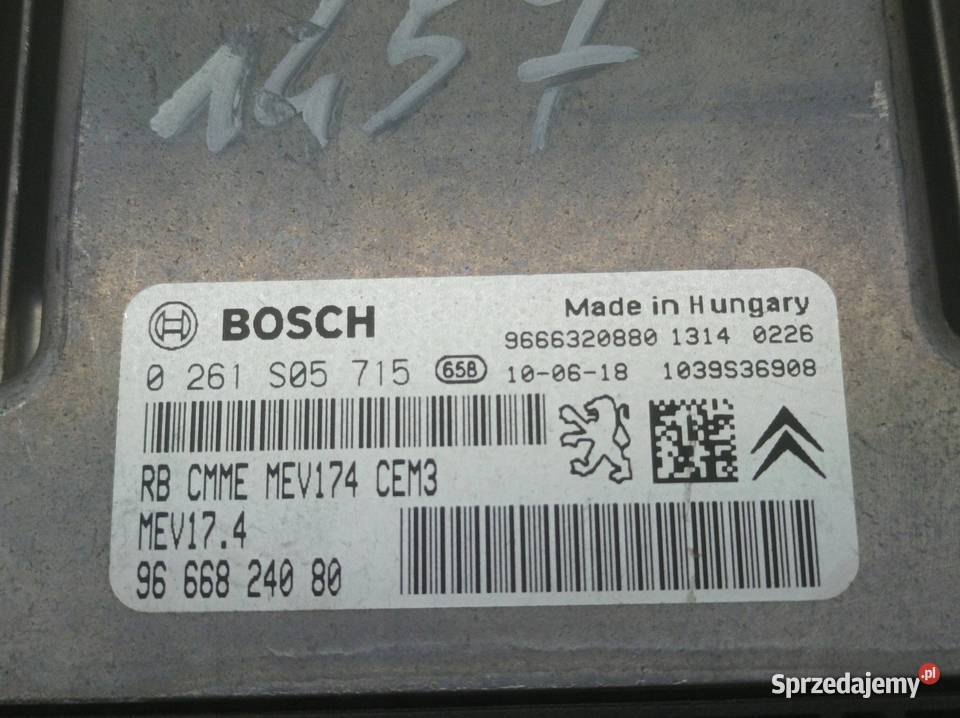 1457
BOSCH
Made in Hungary
9666320880 1314 0226
0 261 S05 715 658 10-06-18 1039S36908
RB CMME MEV174 CEM3
MEV17.4
96 668 240 80
Sprzedajemy.pl